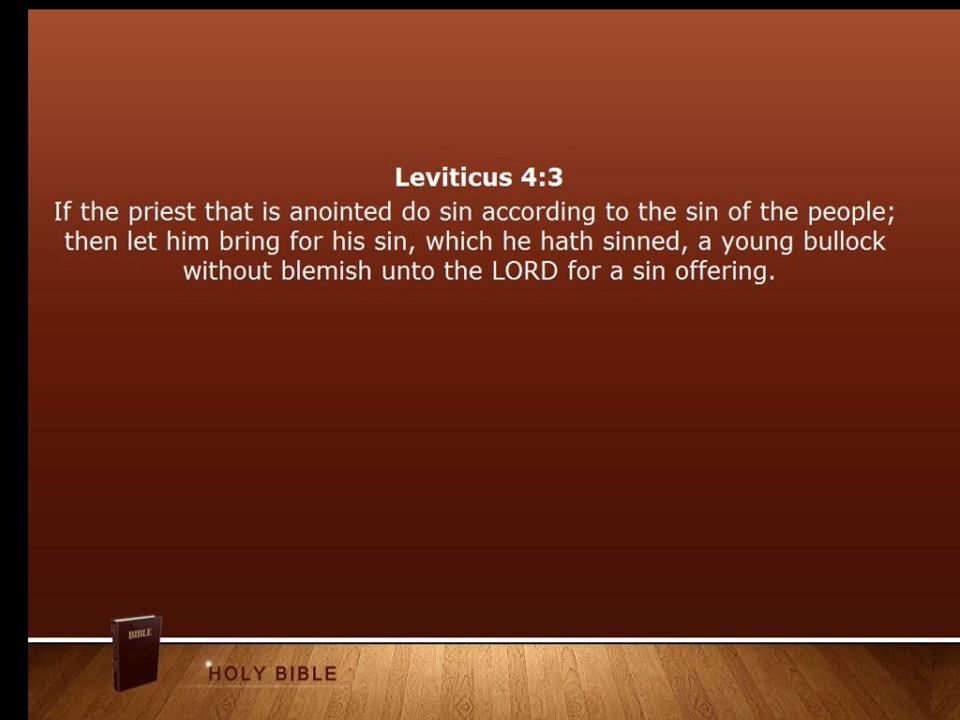 Leviticus 4:3
If the priest that is anointed do sin according to the sin of the people;
then let him bring for his sin, which he hath sinned, a young bullock
without blemish unto the LORD for a sin offering.
BIBLE
HOLY BIBLE